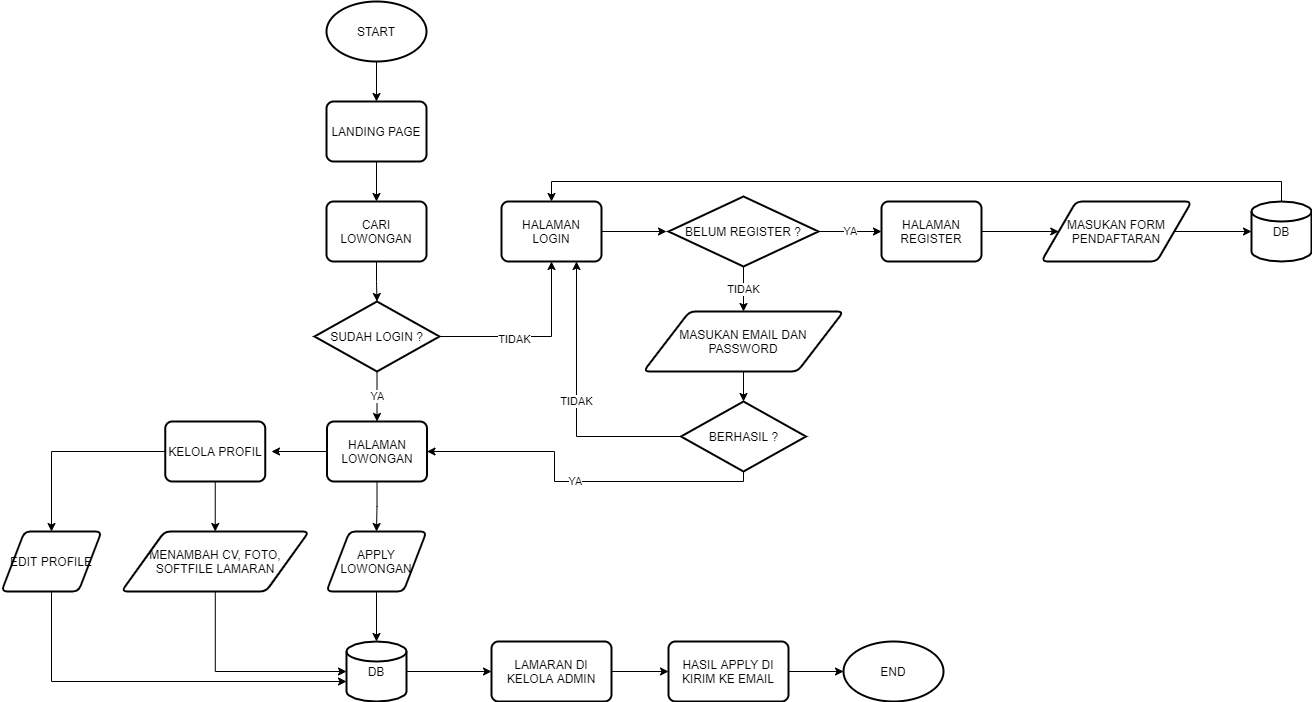 START
LANDING PAGE
CARI
LOWONGAN
HALAMAN
LOGIN
BELUM REGISTER ?
YA
HALAMAN
REGISTER
MASUKAN FORM
PENDAFTARAN
DB
TIDAK
SUDAH LOGIN ?
TIDAK
MASUKAN EMAIL DAN
PASSWORD
YA
TIDAK
BERHASIL ?
KELOLA PROFIL
HALAMAN
LOWONGAN
YA
EDIT PROFILE
MENAMBAH CV, FOTO,
SOFTFILE LAMARAN
APPLY
LOWONGAN
DB
LAMARAN DI
KELOLA ADMIN
HASIL APPLY DI
KIRIM KE EMAIL
END